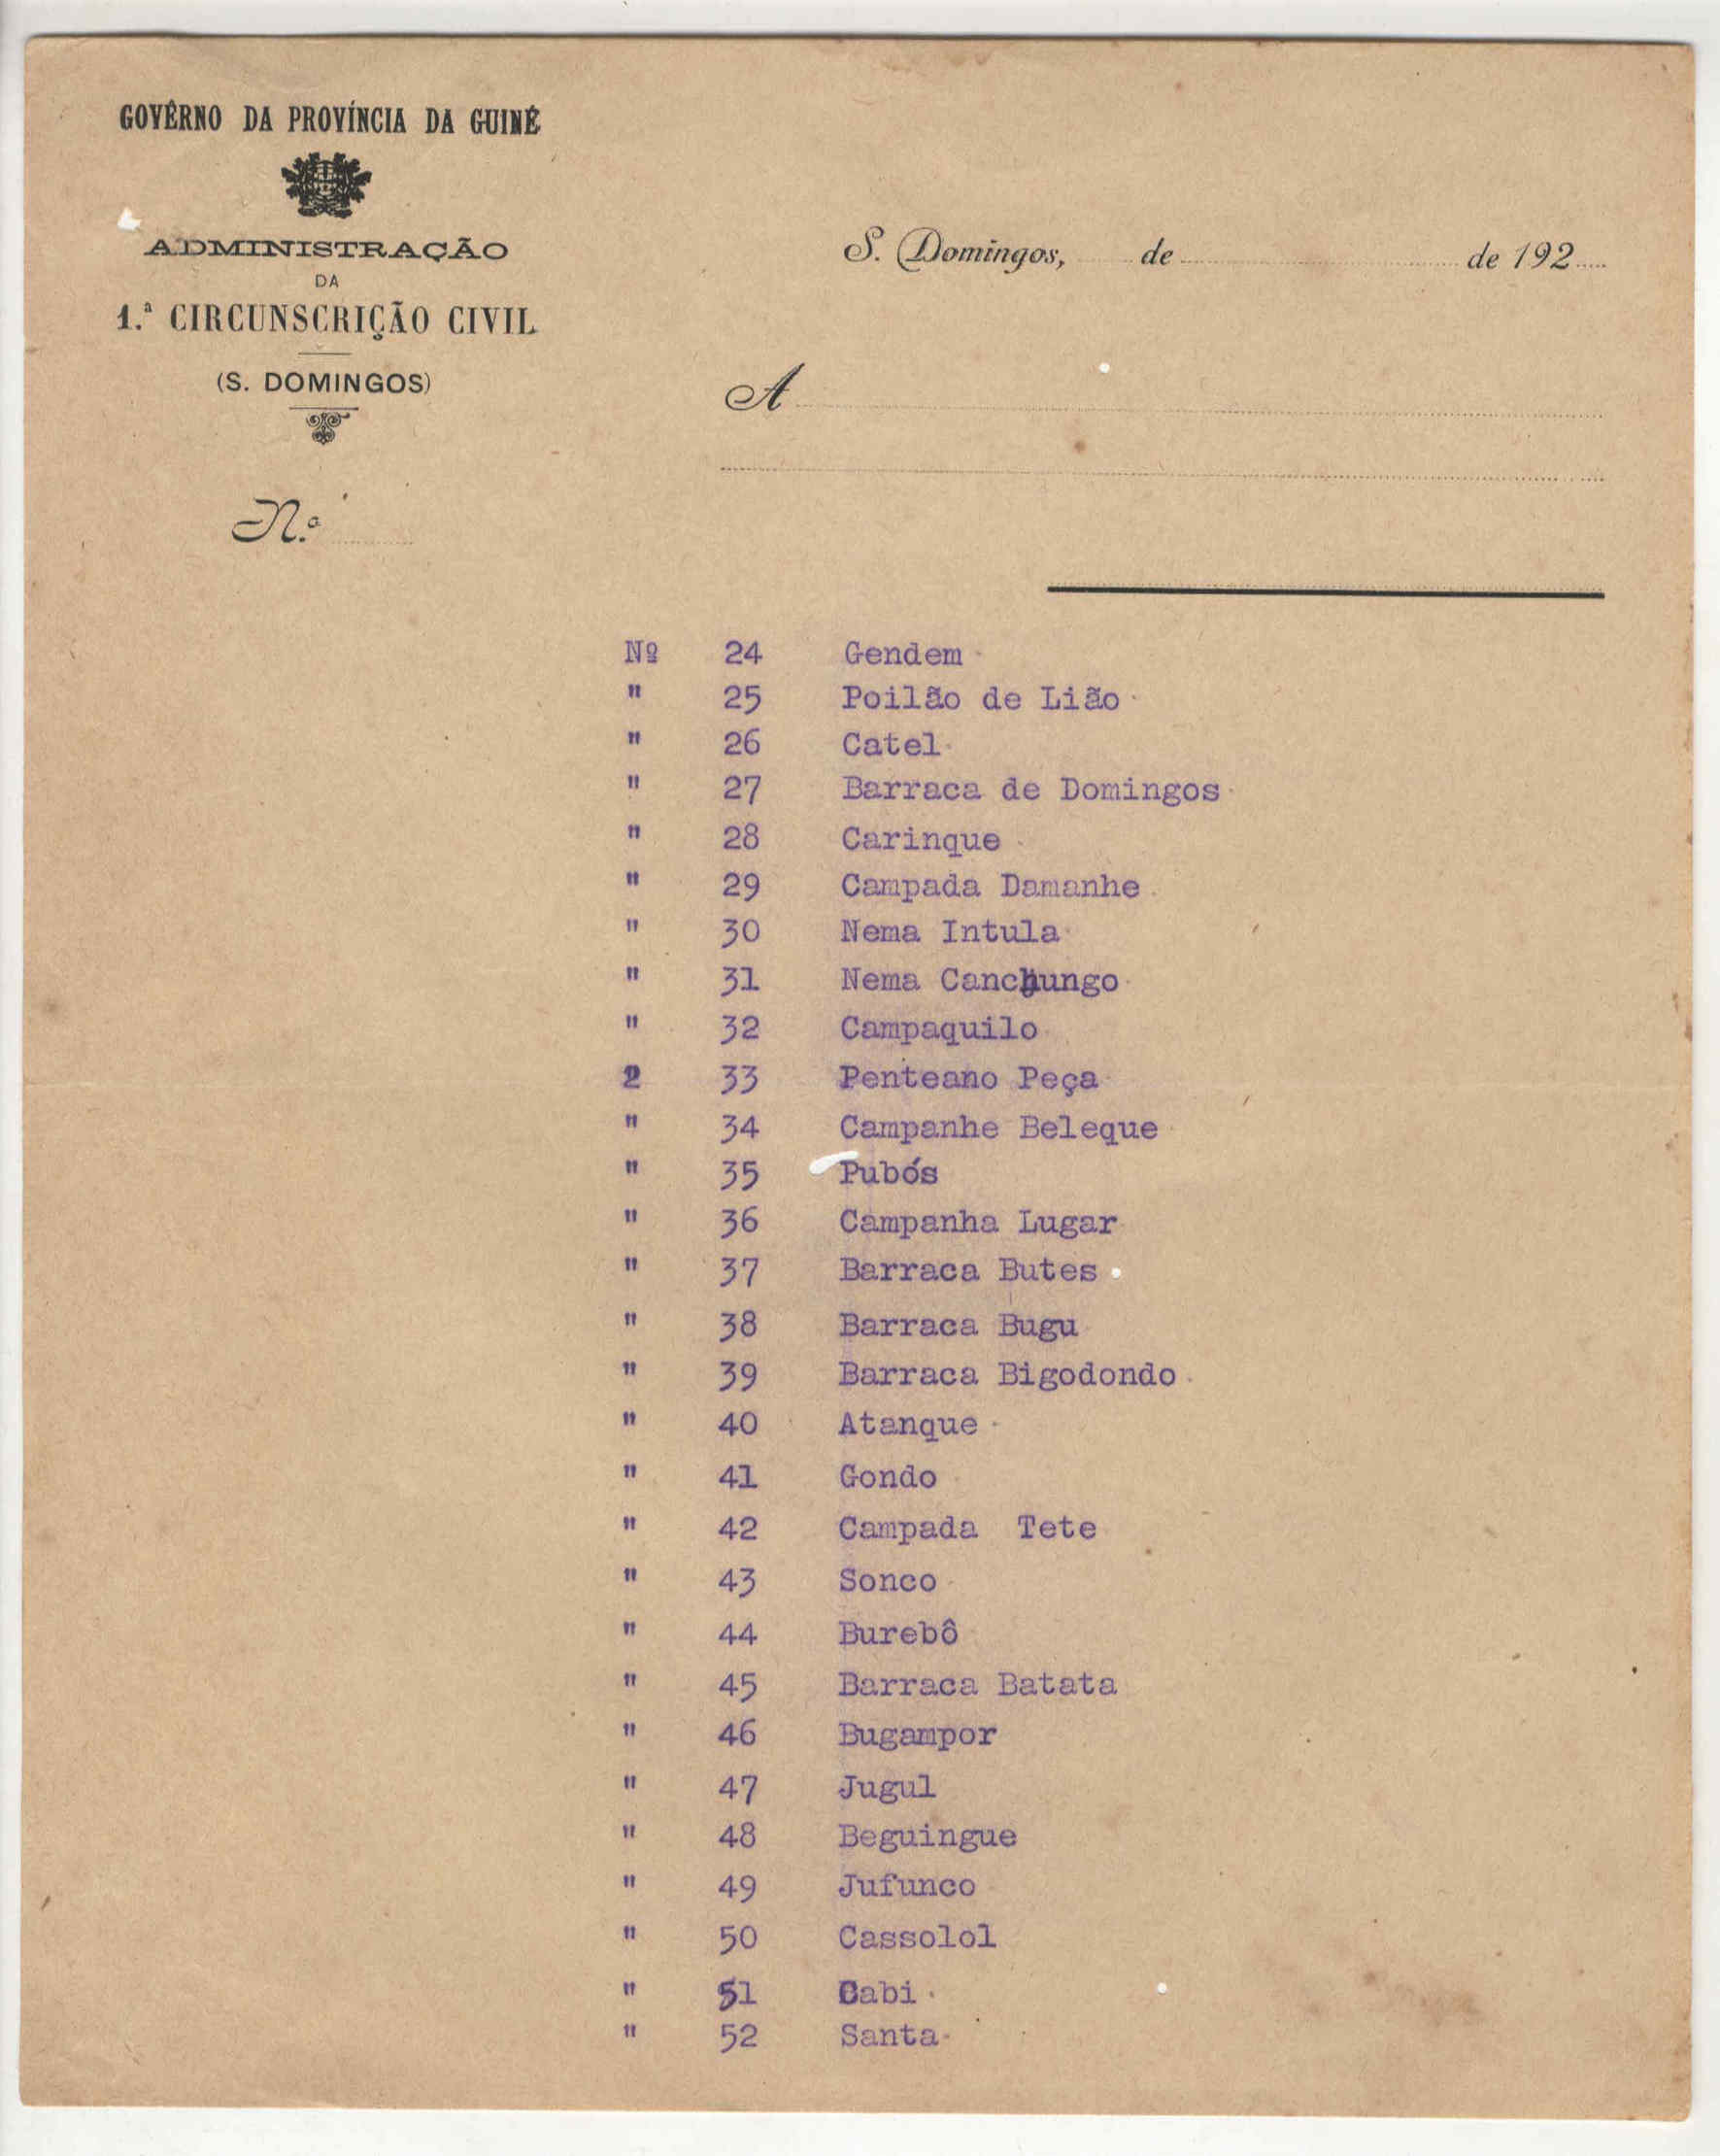 GOVÊRNO DA PROVÍNCIA DA GUINÉ
ADMINISTRAÇÃO
DA
1.ª CIRCUNSCRIÇÃO CIVIL
(S. DOMINGOS)
S. Domingos, de de 192
A
N.º
Nº 24 Gendem
" 25 Poilão de Lião
" 26 Catel
" 27 Barraca de Domingos
" 28 Carinque
" 29 Campada Damanhe
" 30 Nema Intula
" 31 Nema Canchungo
" 32 Campaquilo
2 33 Penteano Peça
" 34 Campanhe Beleque
" 35 Pubós
" 36 Campanha Lugar
" 37 Barraca Butes
" 38 Barraca Bugu
" 39 Barraca Bigodondo
" 40 Atanque
" 41 Gondo
" 42 Campada Tete
" 43 Sonco
" 44 Burebô
" 45 Barraca Batata
" 46 Bugampor
" 47 Jugul
" 48 Beguingue
" 49 Jufunco
" 50 Cassolol
" 51 Cabi
" 52 Santa